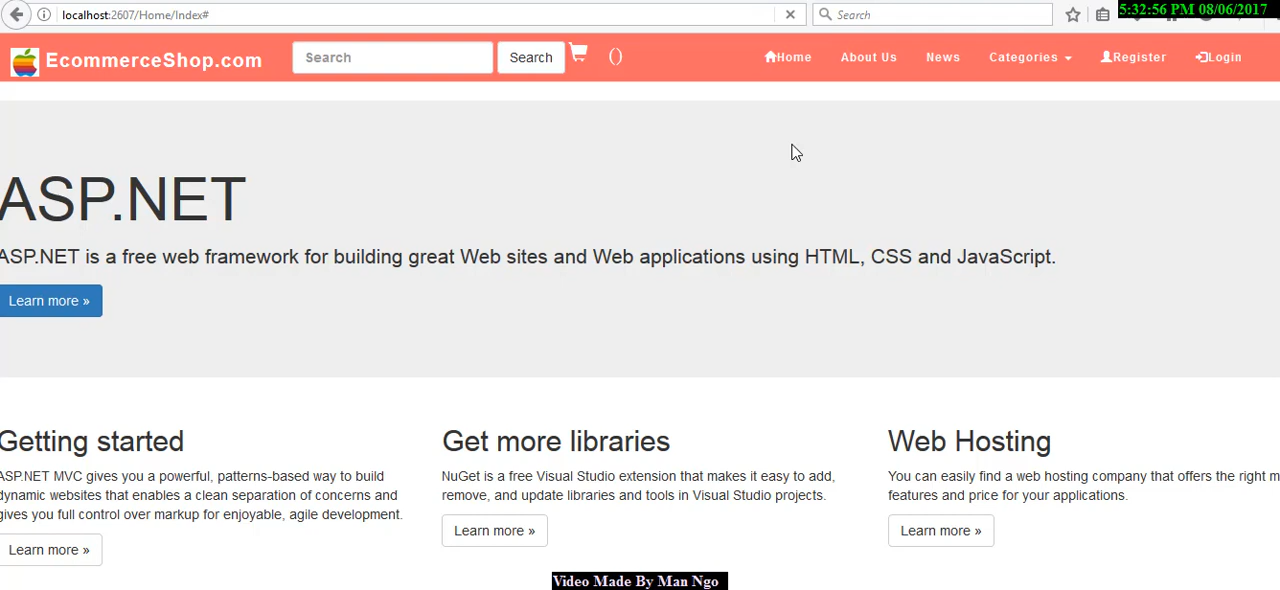 localhost:2607/Home/Index#
Search
5:32:56 PM 08/06/2017
EcommerceShop.com
Search
Search
()
Home
About Us
News
Categories
Register
Login
ASP.NET
ASP.NET is a free web framework for building great Web sites and Web applications using HTML, CSS and JavaScript.
Learn more »
Getting started
ASP.NET MVC gives you a powerful, patterns-based way to build
dynamic websites that enables a clean separation of concerns and
gives you full control over markup for enjoyable, agile development.
Learn more »
Get more libraries
NuGet is a free Visual Studio extension that makes it easy to add,
remove, and update libraries and tools in Visual Studio projects.
Learn more »
Web Hosting
You can easily find a web hosting company that offers the right m
features and price for your applications.
Learn more »
Video Made By Man Ngo